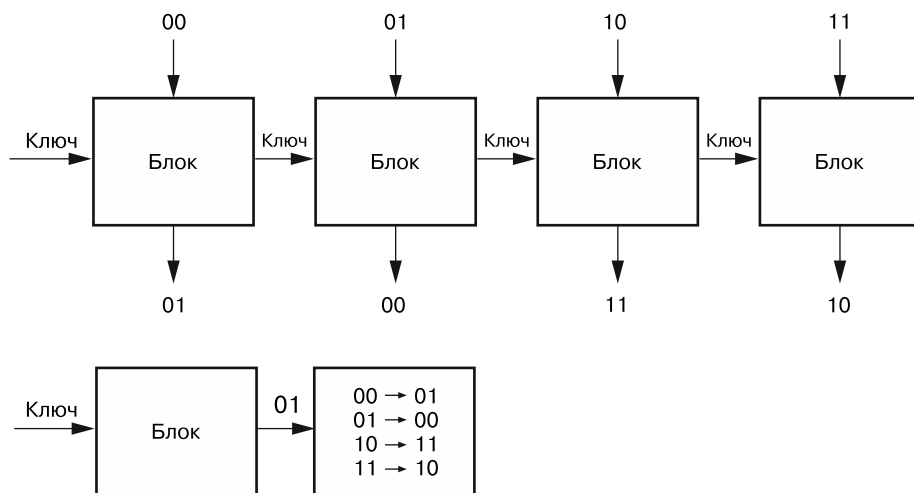 00 01 10 11
Ключ Ключ Ключ Ключ
Блок Блок Блок Блок
01 00 11 10
Ключ Блок 01
00 → 01
01 → 00
10 → 11
11 → 10